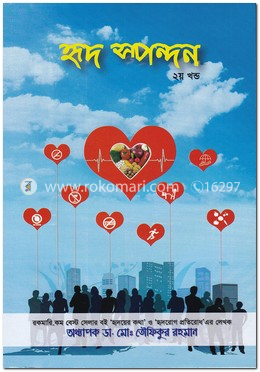 হৃদ স্পন্দন
২য় খন্ড
www.rokomari.com 16297
রকমারি.কম বেস্ট সেলার বই 'হৃদয়ের কথা' ও 'হৃদরোগ প্রতিরোধ'এর লেখক
অধ্যাপক ডা. মোঃ তৌফিকুর রহমান